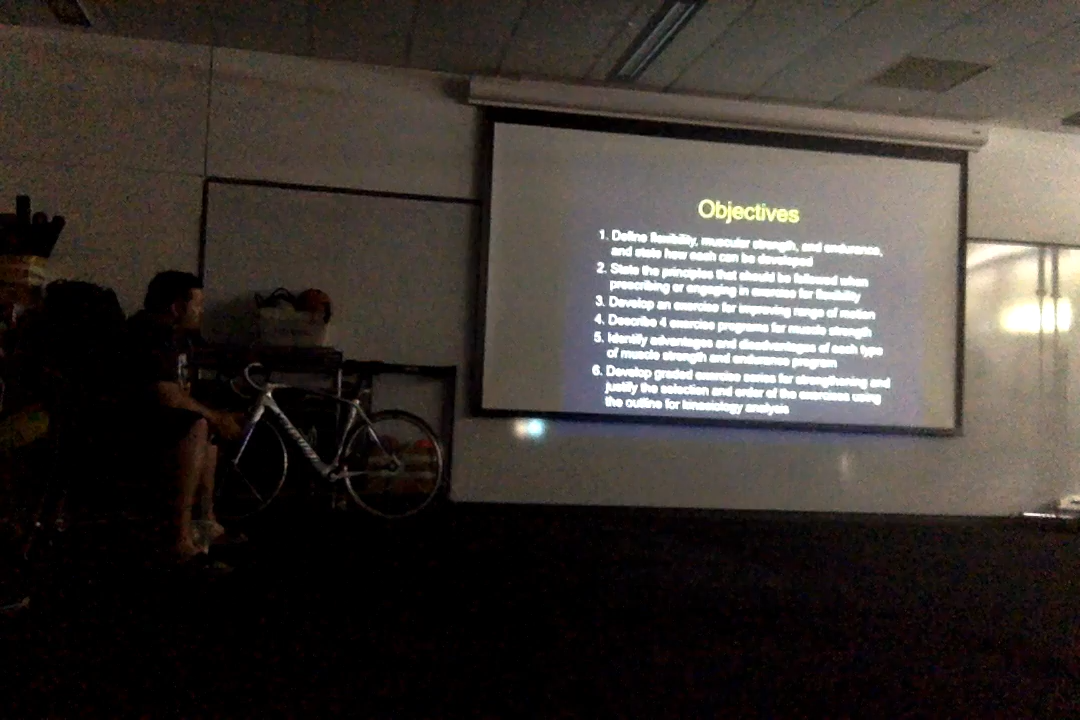 Objectives
1. Define flexibility, muscular strength, and endurance,
and state how each can be developed
2. State the principles that should be followed when
prescribing or engaging in exercise for flexibility
3. Develop an exercise for improving range of motion
4. Describe 4 exercise programs for muscle strength
5. Identify advantages and disadvantages of each type
of muscle strength and endurance program
6. Develop graded exercise series for strengthening and
justify the selection and order of the exercises using
the outline for kinesiology analysis